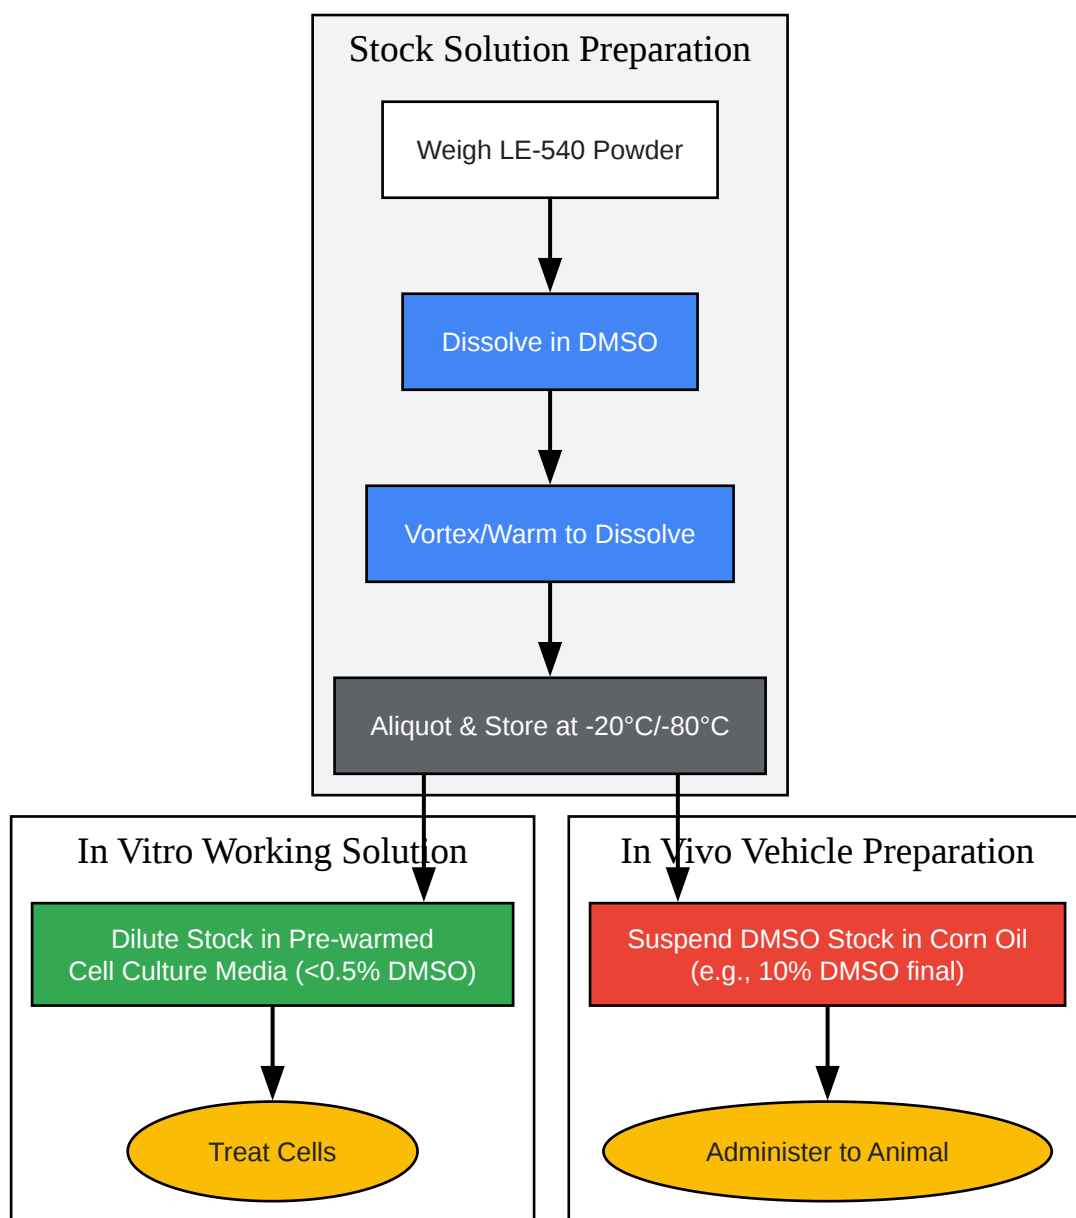 Stock Solution Preparation
Weigh LE-540 Powder
Dissolve in DMSO
Vortex/Warm to Dissolve
Aliquot & Store at -20°C/-80°C
In Vitro Working Solution
Dilute Stock in Pre-warmed
Cell Culture Media (<0.5% DMSO)
Treat Cells
In Vivo Vehicle Preparation
Suspend DMSO Stock in Corn Oil
(e.g., 10% DMSO final)
Administer to Animal